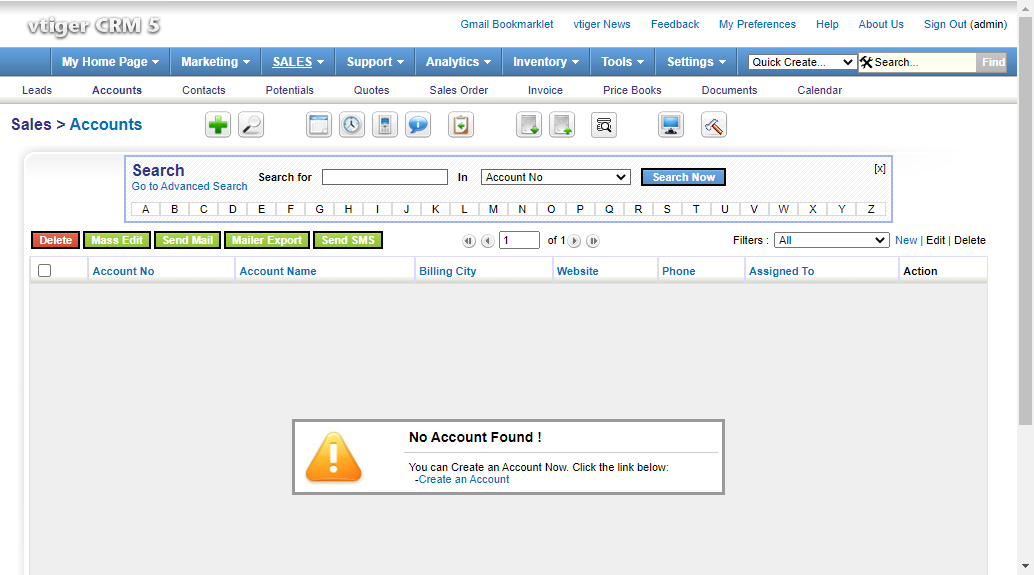 vtiger CRM 5
Gmail Bookmarklet vtiger News Feedback My Preferences Help About Us Sign Out (admin)
My Home Page Marketing SALES Support Analytics Inventory Tools Settings Quick Create... Search... Find
Leads Accounts Contacts Potentials Quotes Sales Order Invoice Price Books Documents Calendar
Sales > Accounts
Search
Go to Advanced Search
Search for In Account No Search Now [x]
A B C D E F G H I J K L M N O P Q R S T U V W X Y Z
Delete Mass Edit Send Mail Mailer Export Send SMS 1 of 1 Filters : All New | Edit | Delete
Account No Account Name Billing City Website Phone Assigned To Action
No Account Found !
You can Create an Account Now. Click the link below:
-Create an Account